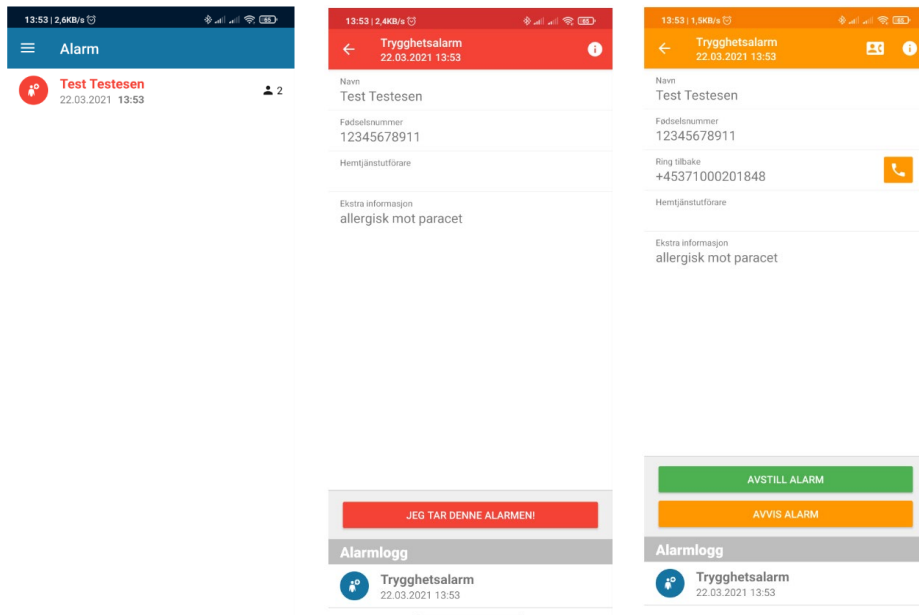 13:53 | 2,6KB/s
65
Alarm
Test Testesen
22.03.2021 13:53
2
13:53 | 2,4KB/s
65
Trygghetsalarm
22.03.2021 13:53
Navn
Test Testesen
Fødselsnummer
12345678911
Hemtjänstutförare
Ekstra informasjon
allergisk mot paracet
JEG TAR DENNE ALARMEN!
Alarmlogg
Trygghetsalarm
22.03.2021 13:53
13:53 | 1,5KB/s
65
Trygghetsalarm
22.03.2021 13:53
Navn
Test Testesen
Fødselsnummer
12345678911
Ring tilbake
+45371000201848
Hemtjänstutförare
Ekstra informasjon
allergisk mot paracet
AVSTILL ALARM
AVVIS ALARM
Alarmlogg
Trygghetsalarm
22.03.2021 13:53